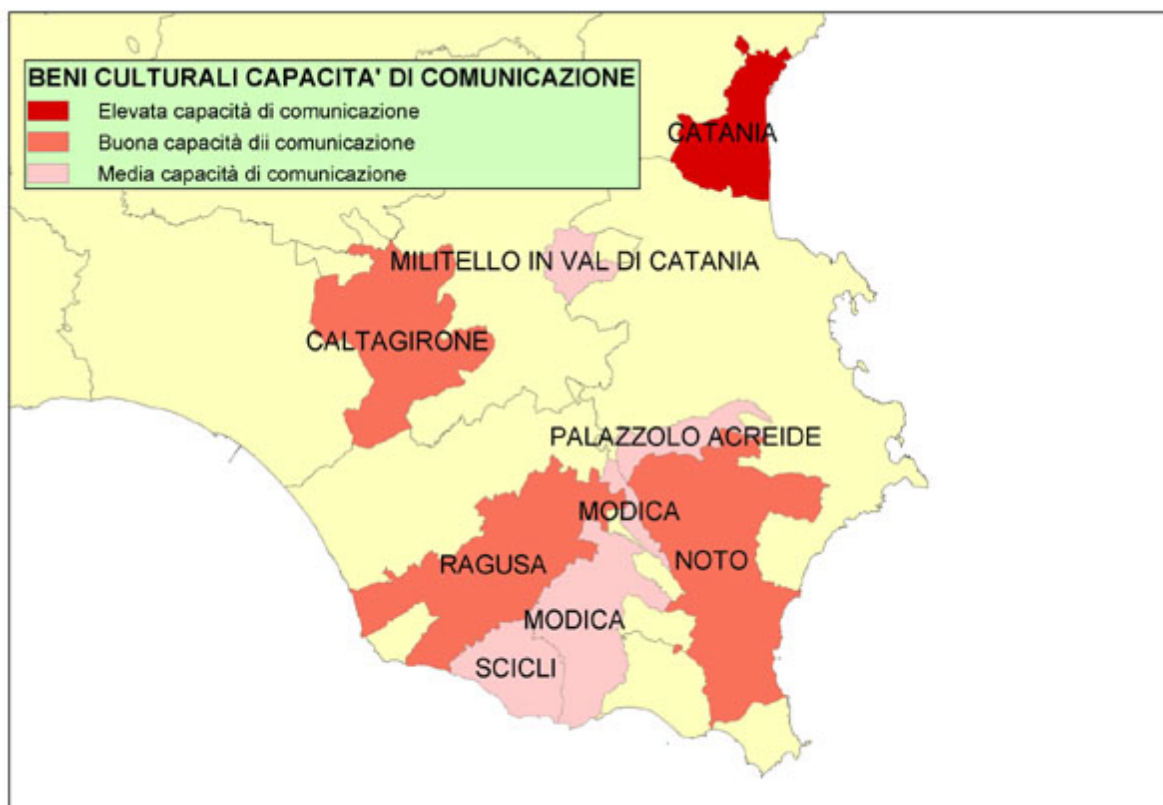 BENI CULTURALI CAPACITA' DI COMUNICAZIONE
Elevata capacità di comunicazione
Buona capacità dii comunicazione
Media capacità di comunicazione
CATANIA
MILITELLO IN VAL DI CATANIA
CALTAGIRONE
PALAZZOLO ACREIDE
MODICA
RAGUSA
NOTO
MODICA
SCICLI